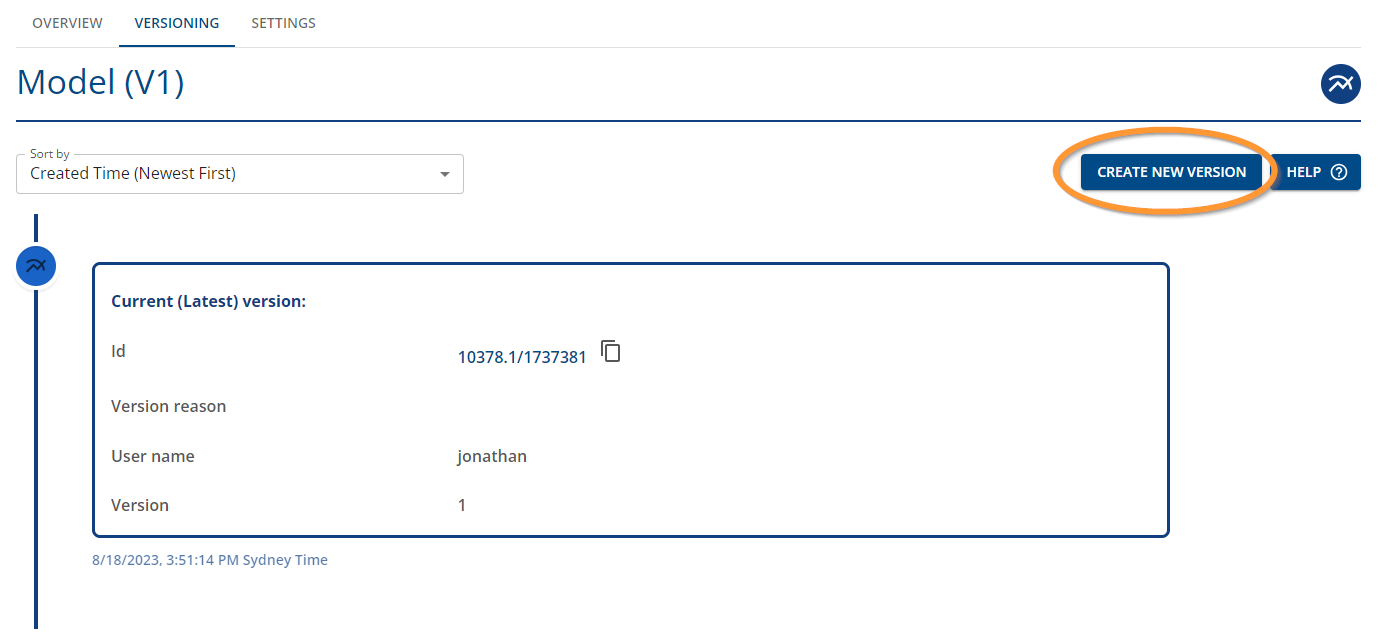 OVERVIEW VERSIONING SETTINGS
Model (V1)
Sort by
Created Time (Newest First)
CREATE NEW VERSION HELP
Current (Latest) version:
Id 10378.1/1737381
Version reason
User name jonathan
Version 1
8/18/2023, 3:51:14 PM Sydney Time